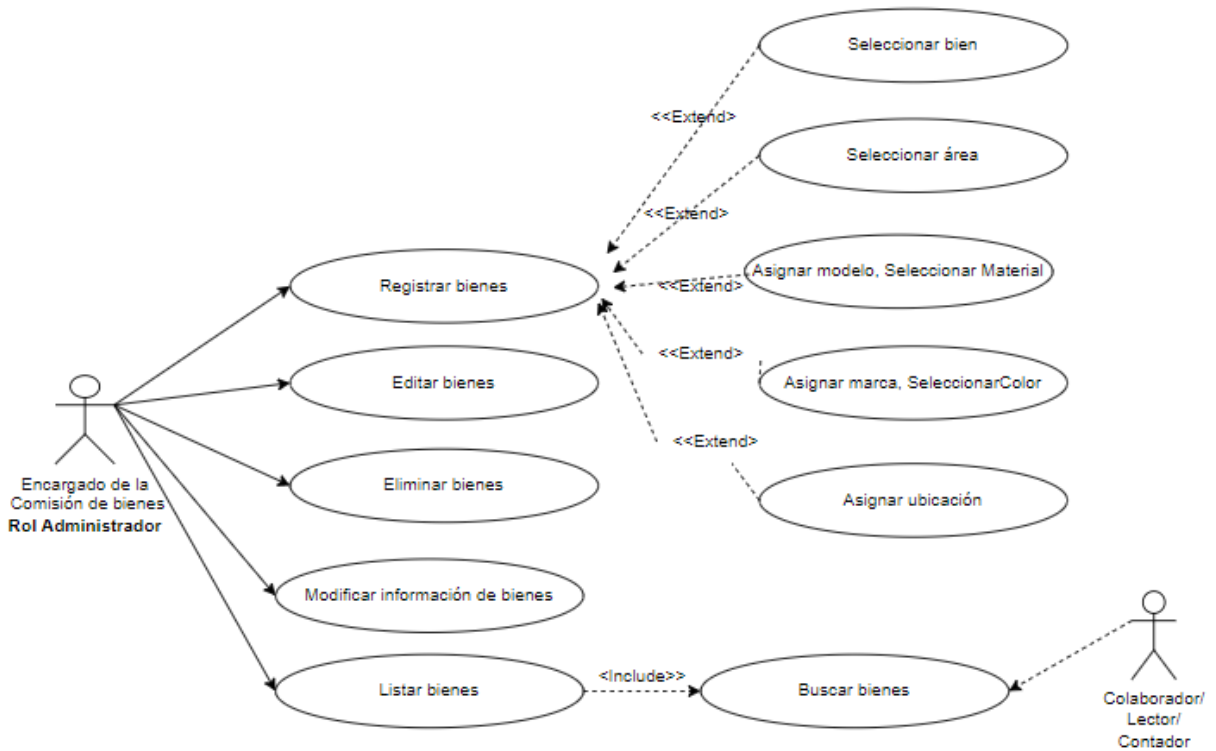 Seleccionar bien
<<Extend>
Seleccionar área
<<Extend>
Asignar modelo, Seleccionar Material
<<Extend>
Registrar bienes
<<Extend>
Editar bienes
Asignar marca, SeleccionarColor
<<Extend>
Eliminar bienes
Asignar ubicación
Encargado de la
Comisión de bienes
Rol Administrador
Modificar información de bienes
Listar bienes
<Include>>
Buscar bienes
Colaborador/
Lector/
Contador